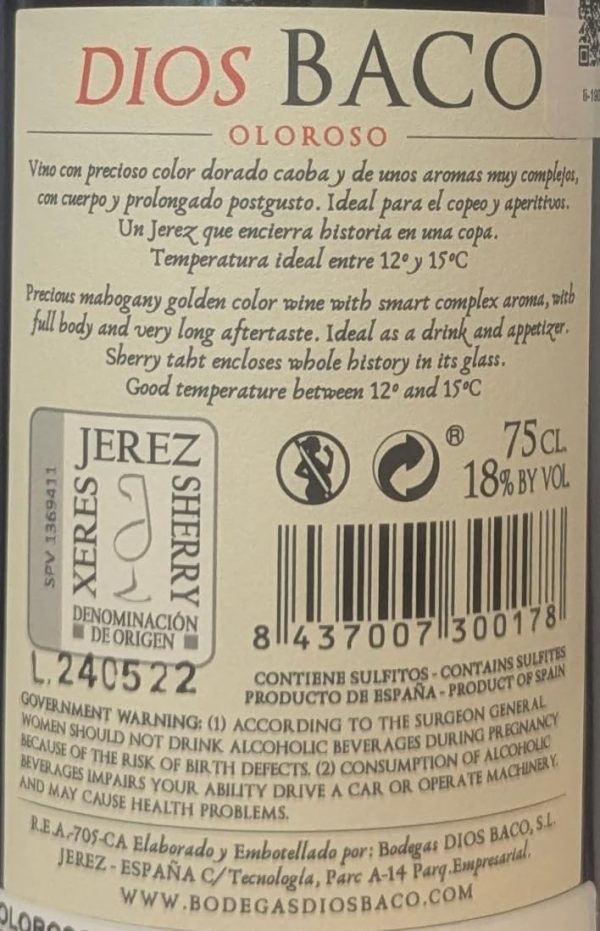 DIOS BACO
OLOROSO
Vino con precioso color dorado caoba y de unos aromas muy complejos,
con cuerpo y prolongado postgusto. Ideal para el copeo y aperitivos.
Un Jerez que encierra historia en una copa.
Temperatura ideal entre 12º y 15ºC
Precious mahogany golden color wine with smart complex aroma, with
full body and very long aftertaste. Ideal as a drink and appetizer.
Sherry taht encloses whole history in its glass.
Good temperature between 12º and 15ºC
SPV 1369411
JEREZ
XERES
SHERRY
DENOMINACIÓN
DE ORIGEN
®
75 CL.
18% BY VOL.
8 437007 300178
L.240522
CONTIENE SULFITOS - CONTAINS SULFITES
PRODUCTO DE ESPAÑA - PRODUCT OF SPAIN
GOVERNMENT WARNING: (1) ACCORDING TO THE SURGEON GENERAL
WOMEN SHOULD NOT DRINK ALCOHOLIC BEVERAGES DURING PREGNANCY
BECAUSE OF THE RISK OF BIRTH DEFECTS. (2) CONSUMPTION OF ALCOHOLIC
BEVERAGES IMPAIRS YOUR ABILITY DRIVE A CAR OR OPERATE MACHINERY,
AND MAY CAUSE HEALTH PROBLEMS.
R.E.A.-705-CA Elaborado y Embotellado por: Bodegas DIOS BACO, S.L.
JEREZ - ESPAÑA C/ Tecnología, Parc A-14 Parq.Empresarial.
WWW.BODEGASDIOSBACO.COM